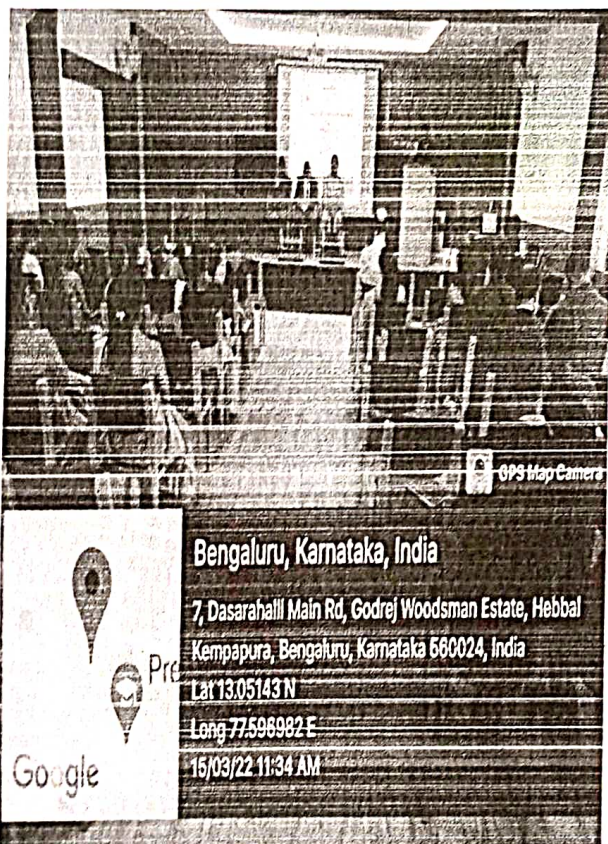 GPS Map Camera
Bengaluru, Karnataka, India
7, Dasarahalli Main Rd, Godrej Woodsman Estate, Hebbal
Kempapura, Bengaluru, Karnataka 560024, India
Lat 13.05143 N
Long 77.596982 E
15/03/22 11:34 AM
Pre
Google